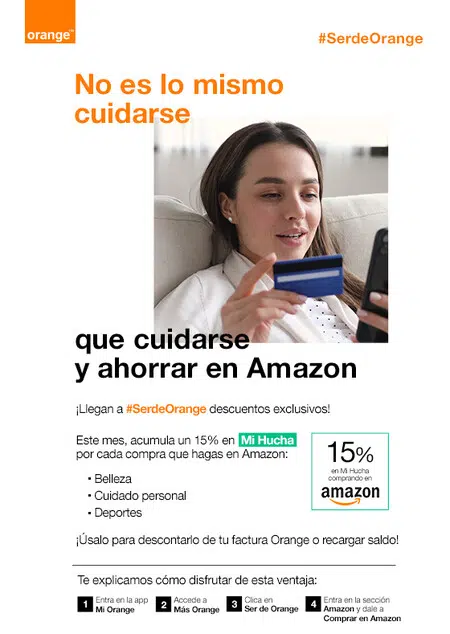 orange™
#SerdeOrange
No es lo mismo
cuidarse
que cuidarse
y ahorrar en Amazon
¡Llegan a #SerdeOrange descuentos exclusivos!
Este mes, acumula un 15% en Mi Hucha
por cada compra que hagas en Amazon:
• Belleza
• Cuidado personal
• Deportes
15%
en Mi Hucha
comprando en
amazon
¡Úsalo para descontarlo de tu factura Orange o recargar saldo!
Te explicamos cómo disfrutar de esta ventaja:
1 Entra en la app
Mi Orange
2 Accede a
Más Orange
3 Clica en
Ser de Orange
4 Entra en la sección
Amazon y dale a
Comprar en Amazon